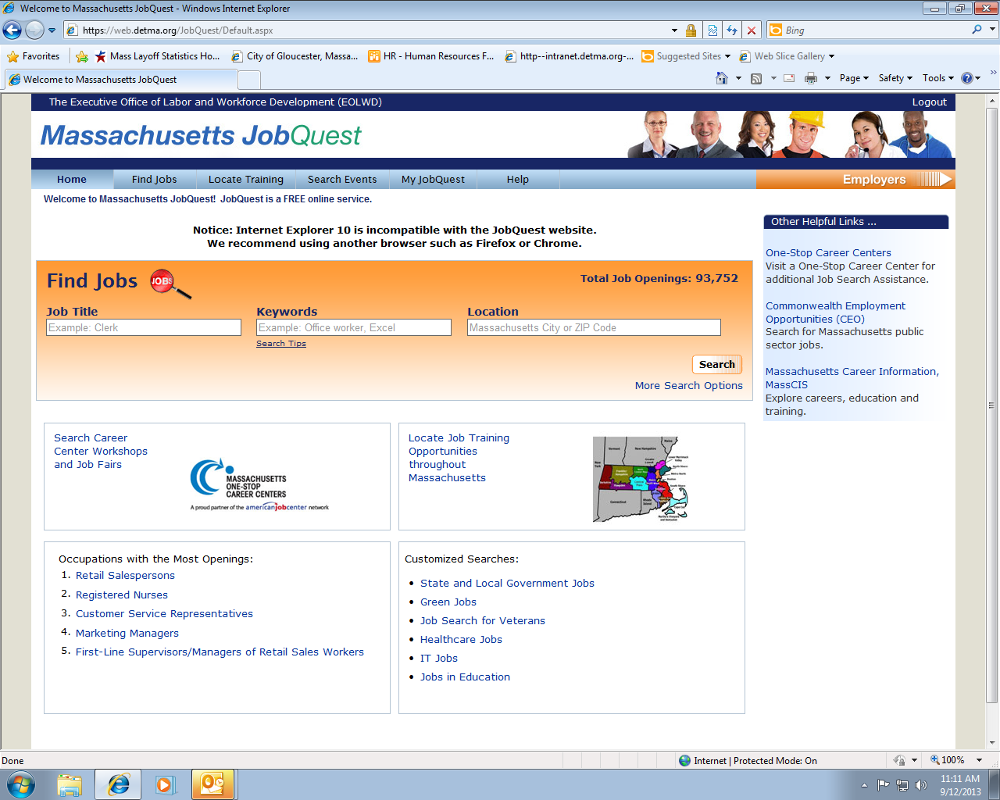 Welcome to Massachusetts JobQuest - Windows Internet Explorer
https://web.detma.org/JobQuest/Default.aspx
Bing
Favorites
Mass Layoff Statistics Ho...
City of Gloucester, Massa...
HR - Human Resources F...
http--intranet.detma.org-...
Suggested Sites
Web Slice Gallery
Welcome to Massachusetts JobQuest
Page
Safety
Tools
The Executive Office of Labor and Workforce Development (EOLWD)
Logout
Massachusetts JobQuest
Home
Find Jobs
Locate Training
Search Events
My JobQuest
Help
Employers
Welcome to Massachusetts JobQuest! JobQuest is a FREE online service.
Notice: Internet Explorer 10 is incompatible with the JobQuest website.
We recommend using another browser such as Firefox or Chrome.
Find Jobs
JOBS
Total Job Openings: 93,752
Job Title
Keywords
Location
Example: Clerk
Example: Office worker, Excel
Massachusetts City or ZIP Code
Search Tips
Search
More Search Options
Other Helpful Links ...
One-Stop Career Centers
Visit a One-Stop Career Center for
additional Job Search Assistance.
Commonwealth Employment
Opportunities (CEO)
Search for Massachusetts public
sector jobs.
Massachusetts Career Information,
MassCIS
Explore careers, education and
training.
Search Career
Center Workshops
and Job Fairs
MASSACHUSETTS
ONE-STOP
CAREER CENTERS
A proud partner of the americanjobcenter network
Locate Job Training
Opportunities
throughout
Massachusetts
Vermont
New Hampshire
Maine
New York
Connecticut
Rhode Island
Occupations with the Most Openings:
1. Retail Salespersons
2. Registered Nurses
3. Customer Service Representatives
4. Marketing Managers
5. First-Line Supervisors/Managers of Retail Sales Workers
Customized Searches:
• State and Local Government Jobs
• Green Jobs
• Job Search for Veterans
• Healthcare Jobs
• IT Jobs
• Jobs in Education
Done
Internet | Protected Mode: On
100%
11:11 AM
9/12/2013